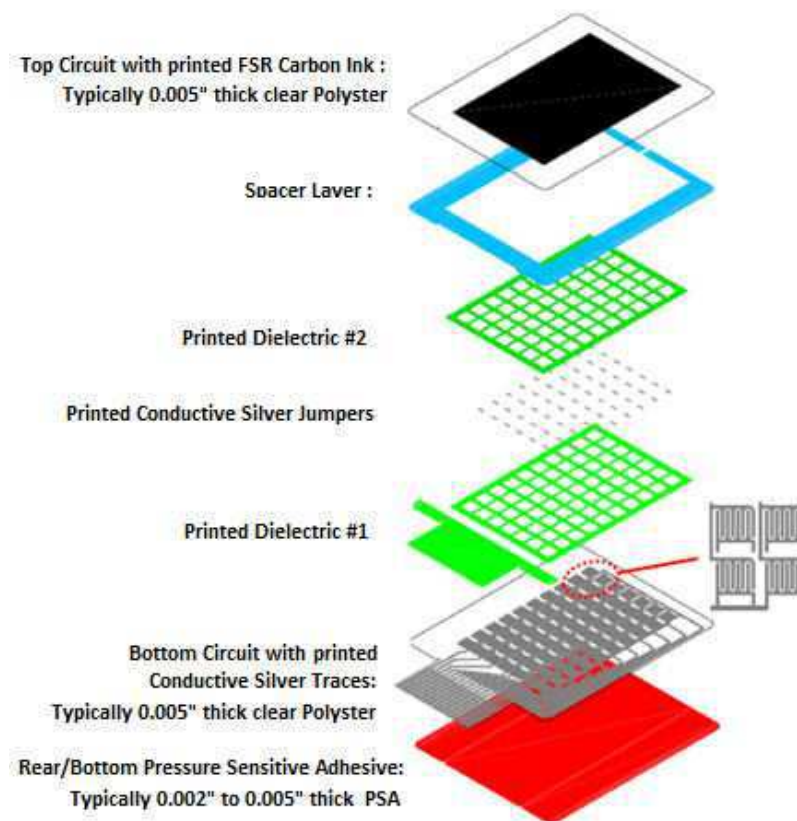 Top Circuit with printed FSR Carbon Ink :
Typically 0.005" thick clear Polyster
Spacer Laver :
Printed Dielectric #2
Printed Conductive Silver Jumpers
Printed Dielectric #1
Bottom Circuit with printed
Conductive Silver Traces:
Typically 0.005" thick clear Polyster
Rear/Bottom Pressure Sensitive Adhesive:
Typically 0.002" to 0.005" thick PSA